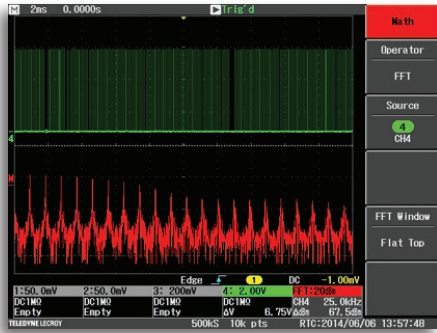 M 2ms 0.0000s Trig'd
Math
Operator
FFT
Source
4
CH4
4
M
FFT Window
Flat Top
Edge 1 DC -1.00mV
1:50.0mV 2:50.0mV 3: 200mV 4: 2.00V FFT:20dB
DC1MΩ DC1MΩ DC1MΩ DC1MΩ CH4 25.0kHz
Empty Empty Empty ΔV 6.75V ΔdBm 67.5dB
TELEDYNE LECROY 500kS 10k pts RTC:2014/06/06 13:57:48